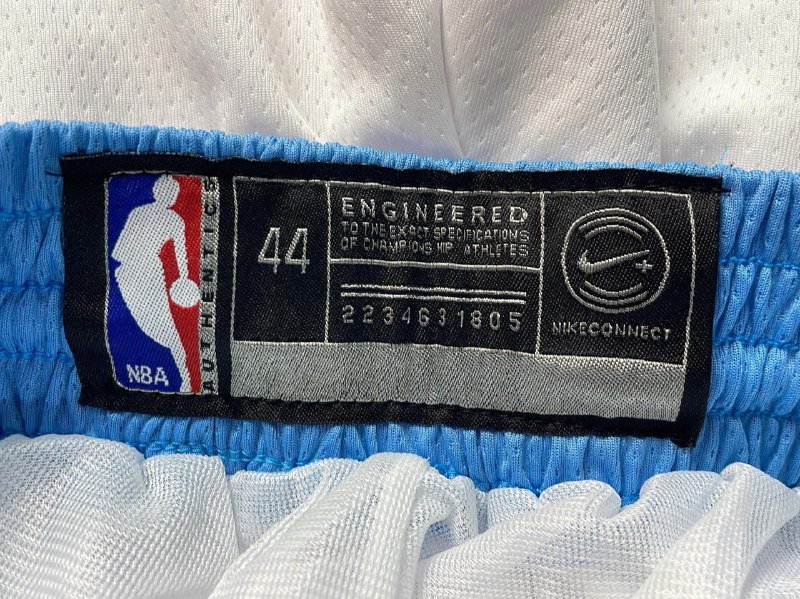 NBA
AUTHENTICS
44
ENGINEERED
TO THE EXACT SPECIFICATIONS
OF CHAMPIONSHIP ATHLETES
2234631805
NIKECONNECT